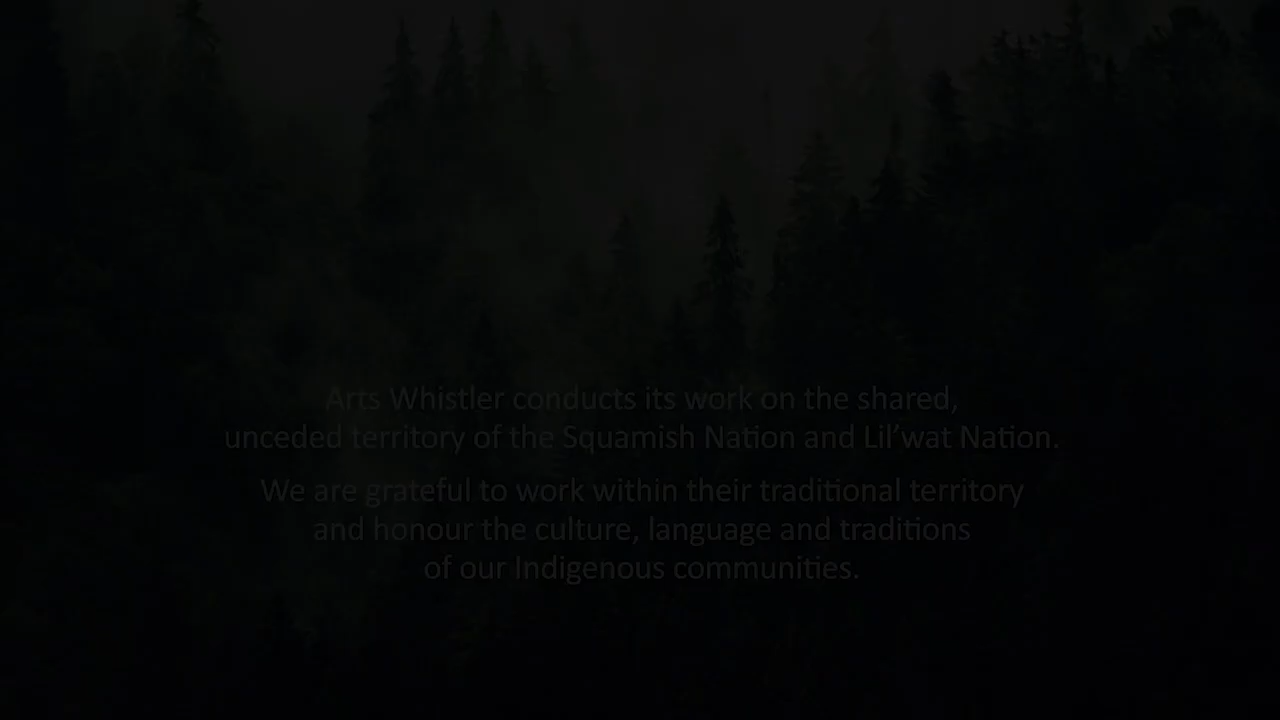 Arts Whistler conducts its work on the shared,
unceded territory of the Squamish Nation and Lil’wat Nation.
We are grateful to work within their traditional territory
and honour the culture, language and traditions
of our Indigenous communities.